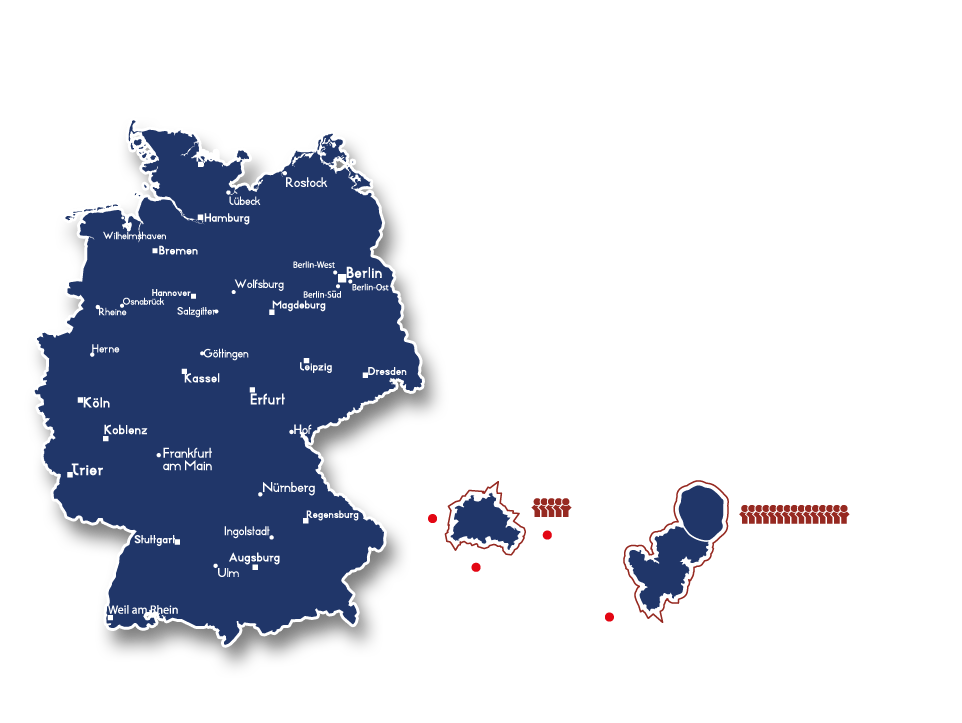 Rostock
Lübeck
Hamburg
Wilhelmshaven
Bremen
Berlin-West
Berlin
Berlin-Ost
Wolfsburg
Hannover
Berlin-Süd
Osnabrück
Magdeburg
Rheine
Salzgitter
Herne
Göttingen
Leipzig
Dresden
Kassel
Erfurt
Köln
Koblenz
Hof
Frankfurt
am Main
Trier
Nürnberg
Regensburg
Ingolstadt
Stuttgart
Augsburg
Ulm
Weil am Rhein